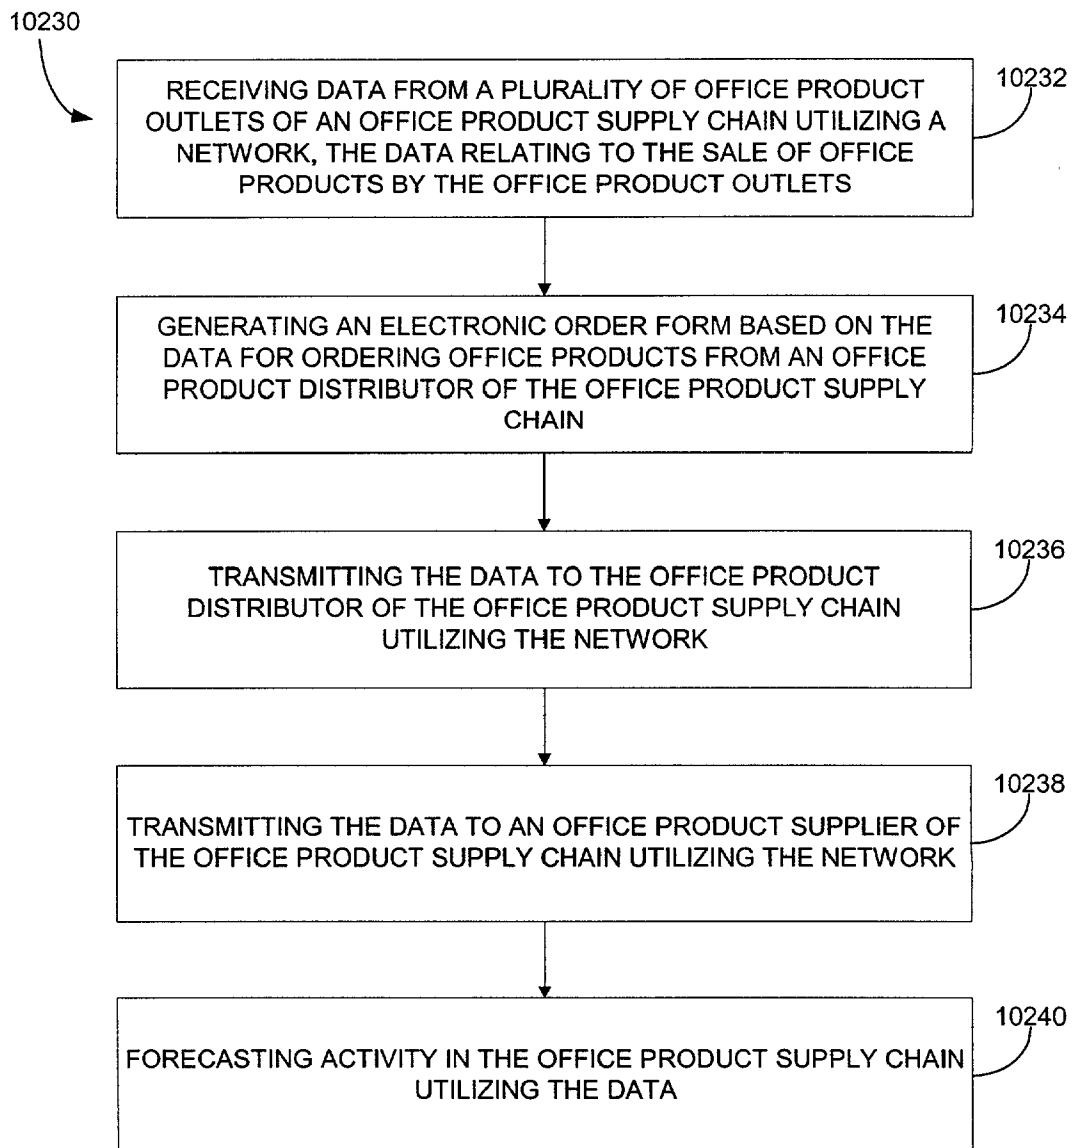 10230
RECEIVING DATA FROM A PLURALITY OF OFFICE PRODUCT
OUTLETS OF AN OFFICE PRODUCT SUPPLY CHAIN UTILIZING A
NETWORK, THE DATA RELATING TO THE SALE OF OFFICE
PRODUCTS BY THE OFFICE PRODUCT OUTLETS
10232
GENERATING AN ELECTRONIC ORDER FORM BASED ON THE
DATA FOR ORDERING OFFICE PRODUCTS FROM AN OFFICE
PRODUCT DISTRIBUTOR OF THE OFFICE PRODUCT SUPPLY
CHAIN
10234
TRANSMITTING THE DATA TO THE OFFICE PRODUCT
DISTRIBUTOR OF THE OFFICE PRODUCT SUPPLY CHAIN
UTILIZING THE NETWORK
10236
TRANSMITTING THE DATA TO AN OFFICE PRODUCT SUPPLIER OF
THE OFFICE PRODUCT SUPPLY CHAIN UTILIZING THE NETWORK
10238
FORECASTING ACTIVITY IN THE OFFICE PRODUCT SUPPLY CHAIN
UTILIZING THE DATA
10240